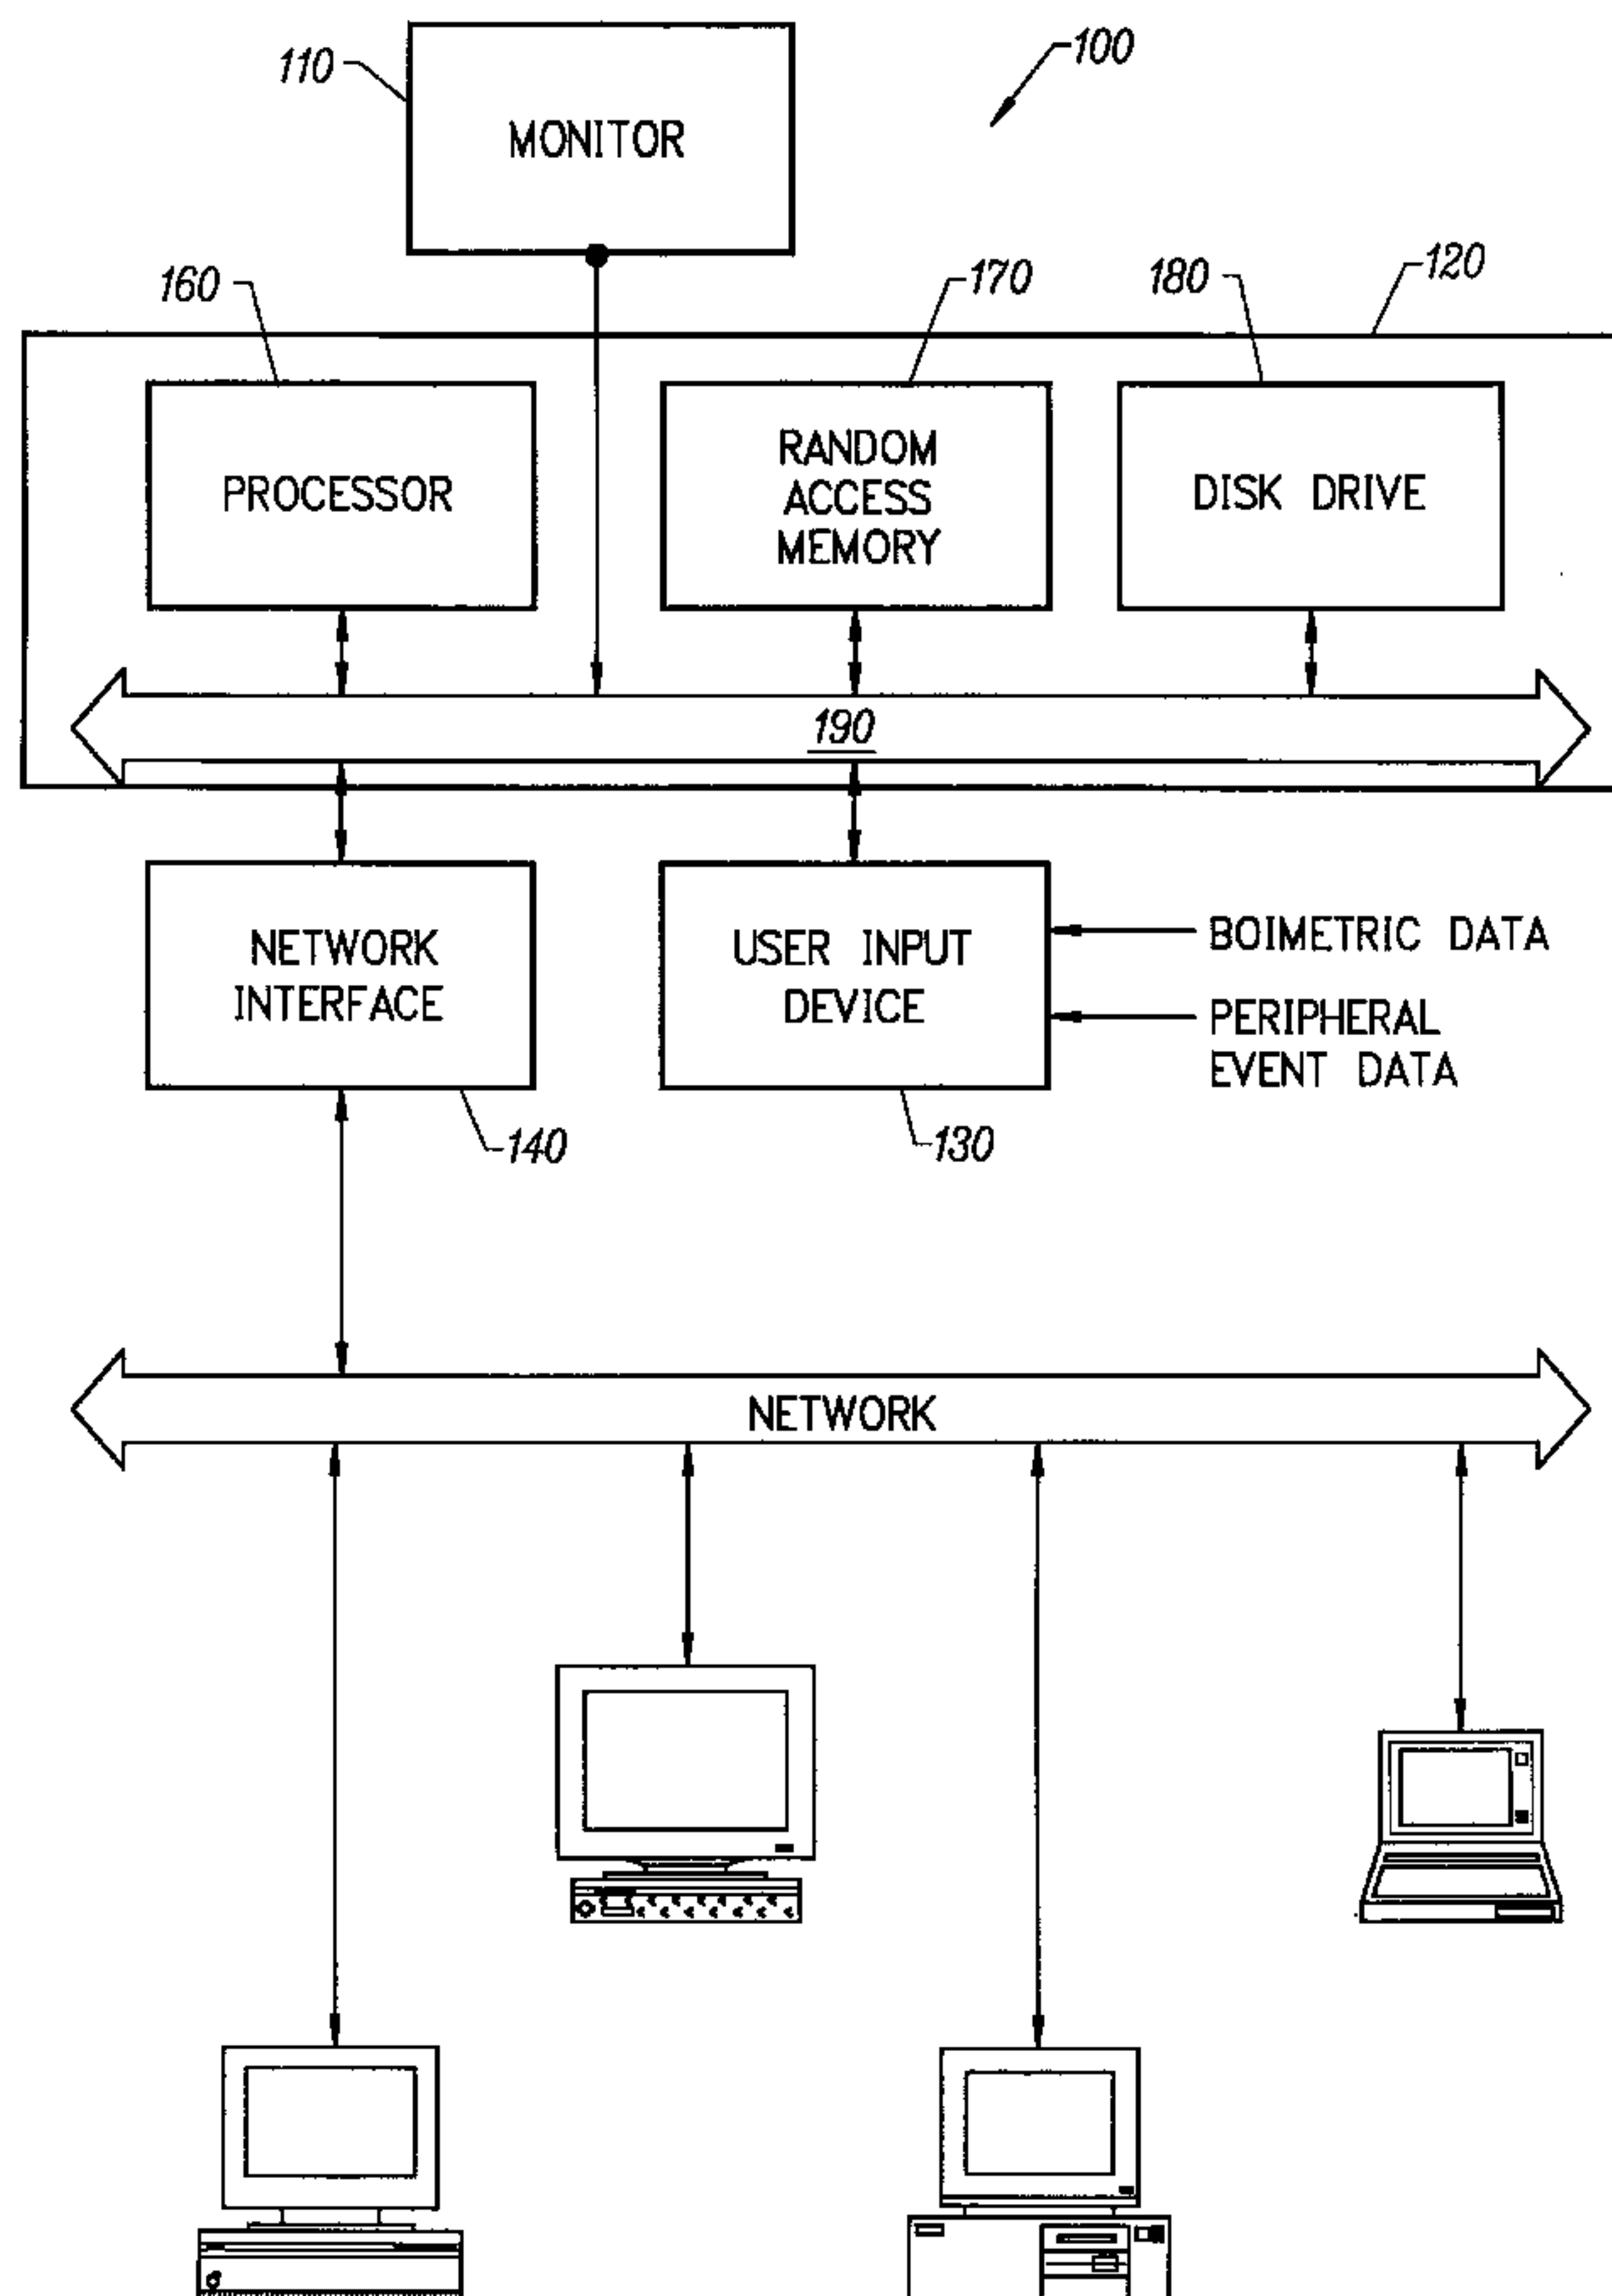 110
100
MONITOR
160
170
180
120
PROCESSOR
RANDOM
ACCESS
MEMORY
DISK DRIVE
190
NETWORK
INTERFACE
USER INPUT
DEVICE
BOIMETRIC DATA
PERIPHERAL
EVENT DATA
140
130
NETWORK